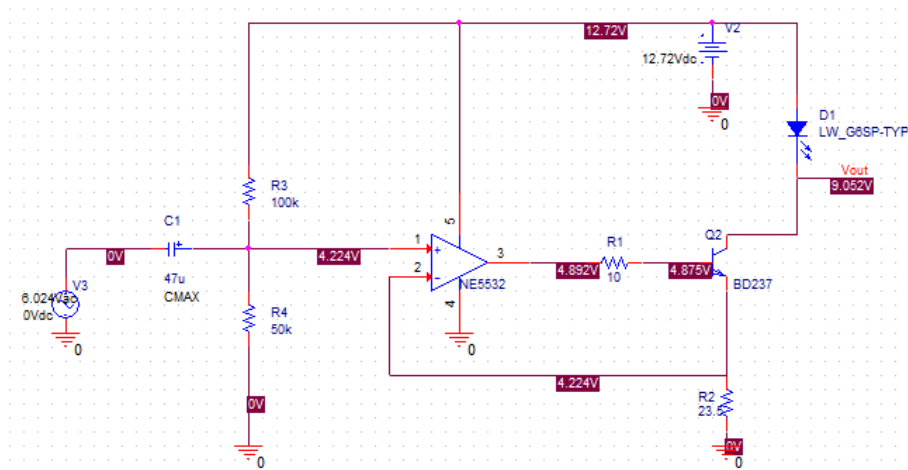 12.72V
V2
12.72Vdc
0V
0
D1
LW_G6SP-TYP
Vout
9.052V
R3
100k
C1
47u
CMAX
0V
V3
6.024Vac
0Vdc
0
4.224V
1
+
2
-
5
3
4
NE5532
0
4.892V
R1
10
4.875V
Q2
BD237
R4
50k
0V
0
4.224V
R2
23.5
0V
0